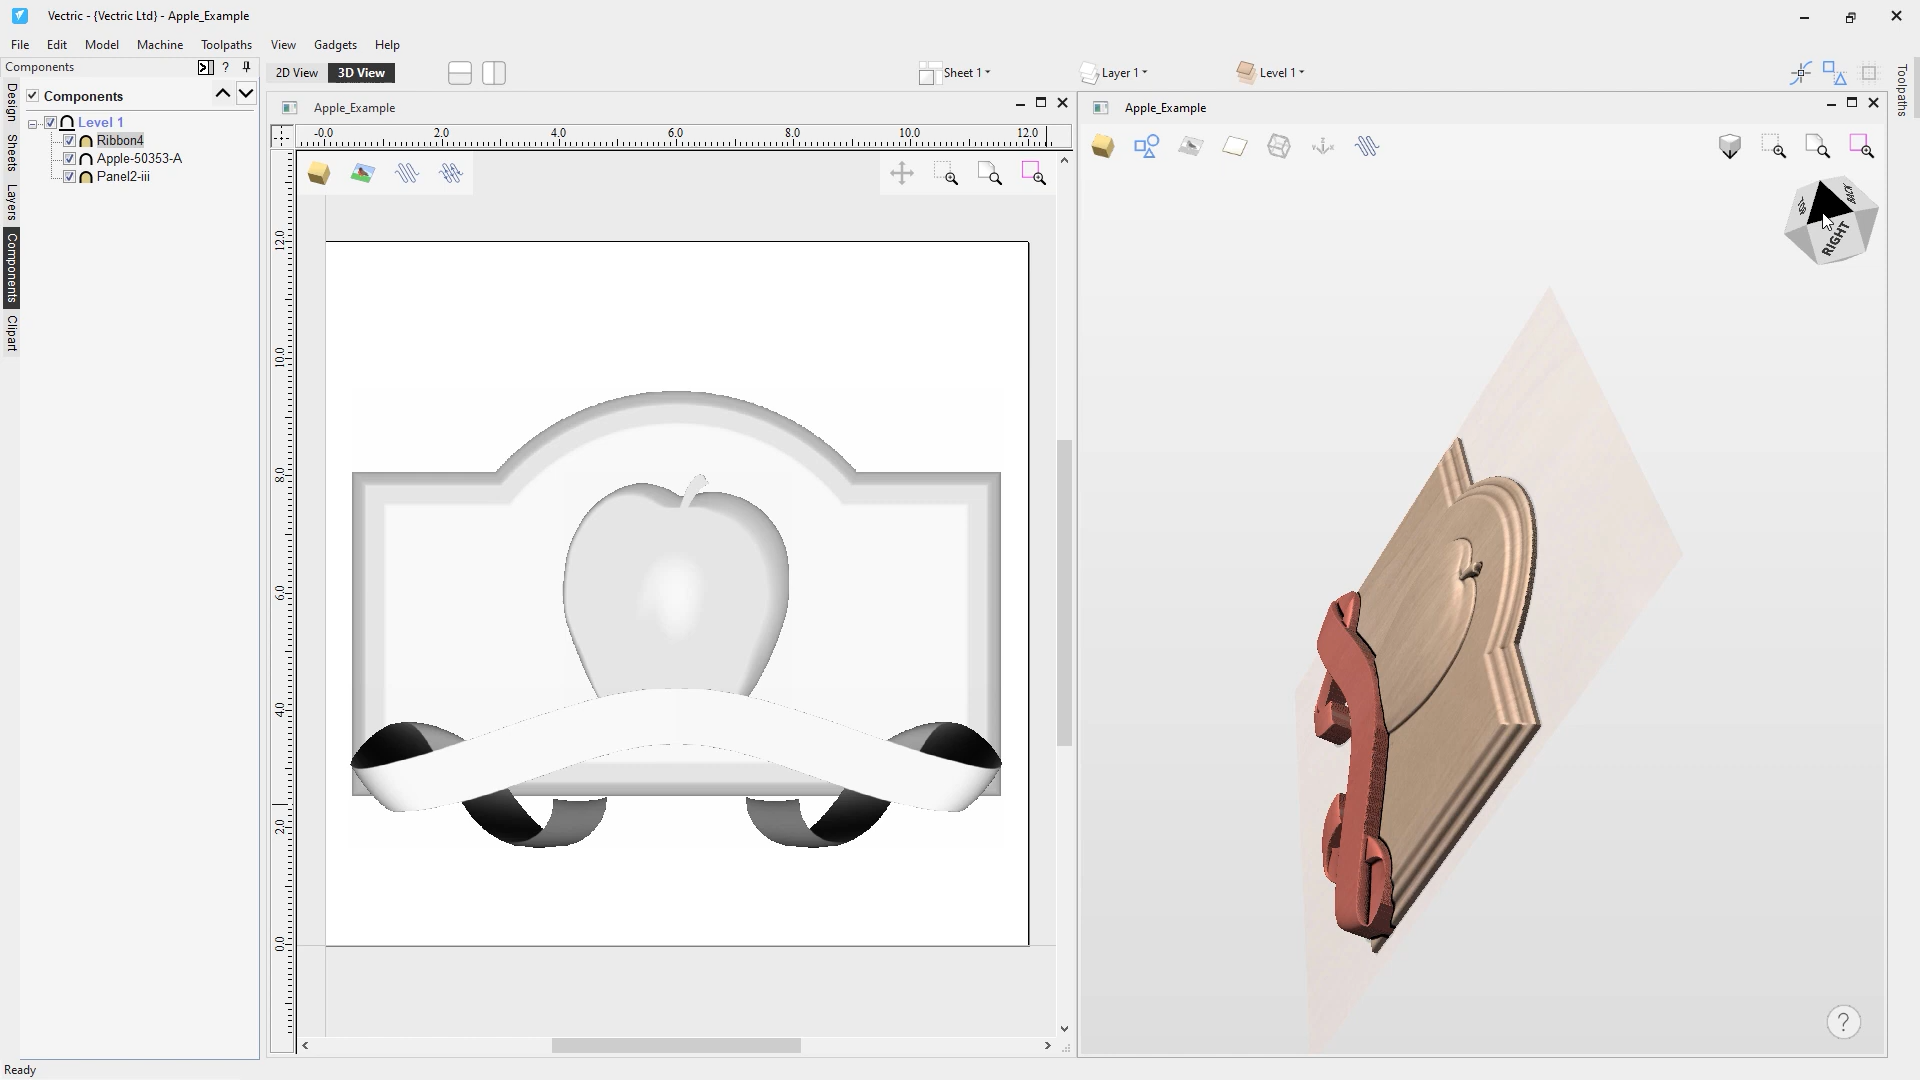 Vectric - {Vectric Ltd} - Apple_Example
File Edit Model Machine Toolpaths View Gadgets Help
Components ?
2D View 3D View
Sheet 1
Layer 1
Level 1
Toolpaths
Design
Sheets
Layers
Components
Clipart
Components
Level 1
Ribbon4
Apple-50353-A
Panel2-iii
Apple_Example
-0.0 2.0 4.0 6.0 8.0 10.0 12.0
12.0
10.0
8.0
6.0
4.0
2.0
0.0
Apple_Example
TOP
BACK
RIGHT
?
Ready